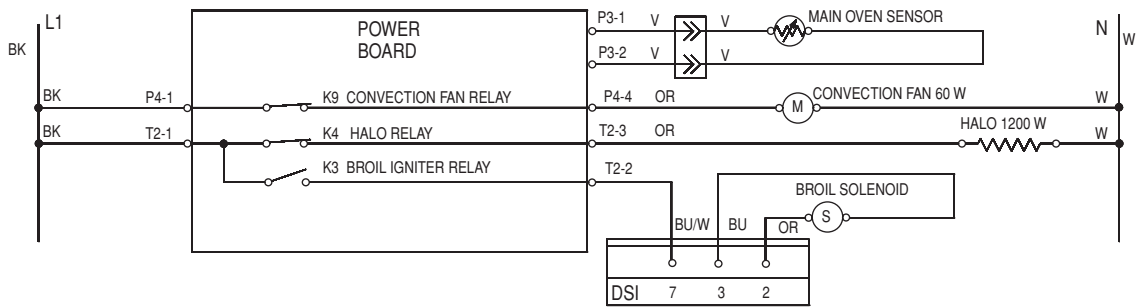 L1
POWER
BOARD
P3-1 V V MAIN OVEN SENSOR N
BK W
P3-2 V V
BK P4-1 K9 CONVECTION FAN RELAY P4-4 OR M CONVECTION FAN 60 W W
BK T2-1 K4 HALO RELAY T2-3 OR HALO 1200 W W
K3 BROIL IGNITER RELAY T2-2
BROIL SOLENOID
BU/W BU OR S
DSI 7 3 2